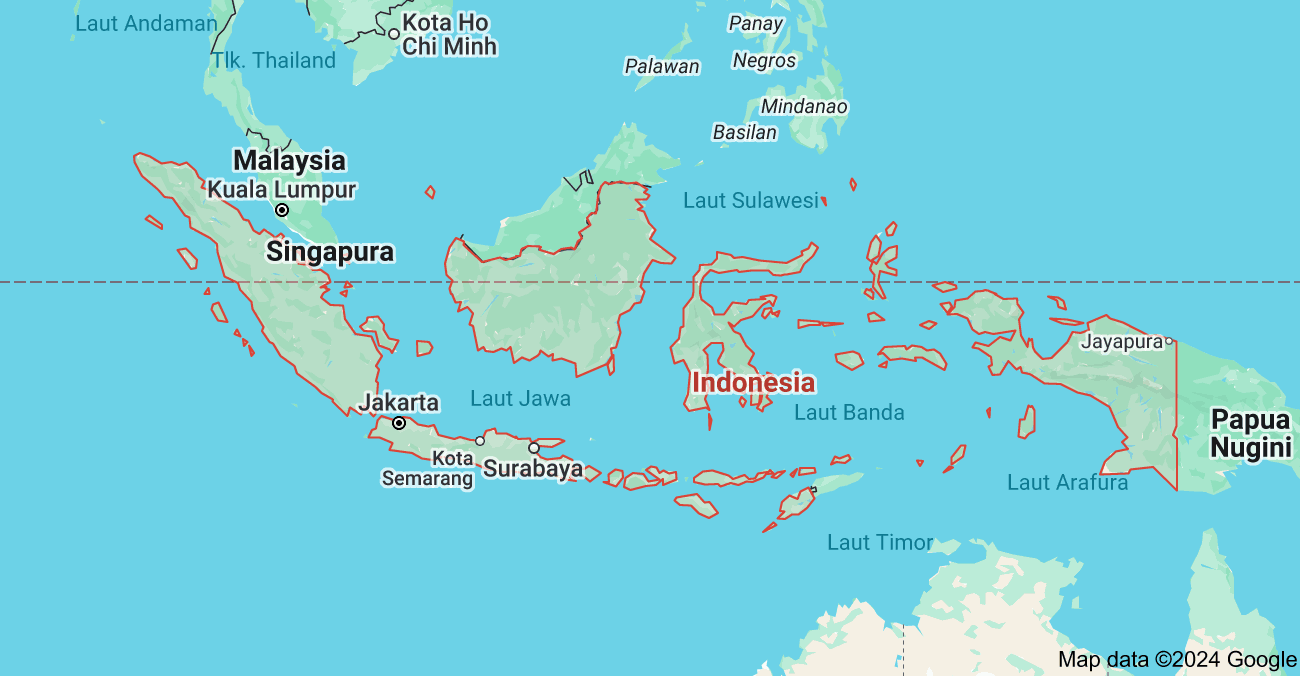 Laut Andaman
Kota Ho
Chi Minh
Panay
Tlk. Thailand
Palawan
Negros
Mindanao
Basilan
Malaysia
Kuala Lumpur
Laut Sulawesi
Singapura
Jayapura
Indonesia
Jakarta
Laut Jawa
Laut Banda
Papua
Nugini
Kota
Semarang
Surabaya
Laut Arafura
Laut Timor
Map data ©2024 Google